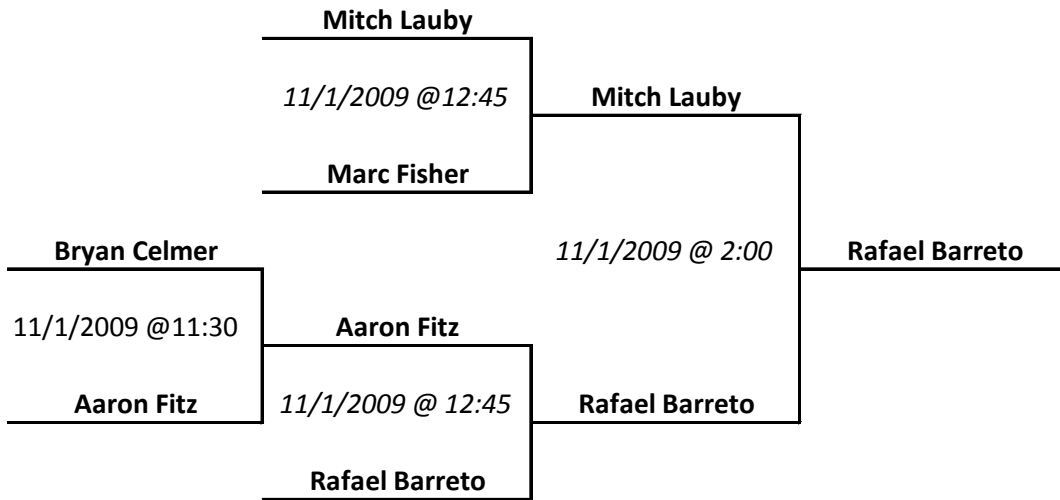 Mitch Lauby
11/1/2009 @12:45
Mitch Lauby
Marc Fisher
Bryan Celmer
11/1/2009 @ 2:00
Rafael Barreto
11/1/2009 @11:30
Aaron Fitz
Aaron Fitz
11/1/2009 @ 12:45
Rafael Barreto
Rafael Barreto